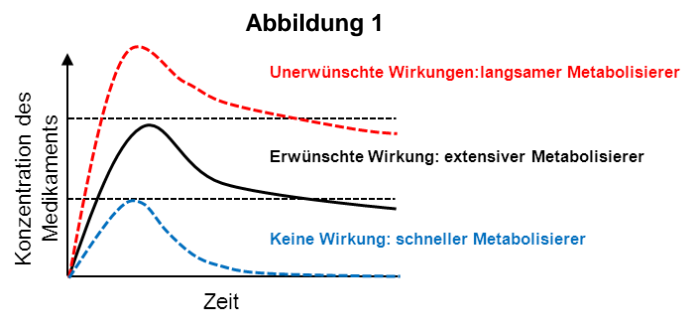 Abbildung 1
Unerwünschte Wirkungen:langsamer Metabolisierer
Konzentration des
Medikaments
Erwünschte Wirkung: extensiver Metabolisierer
Keine Wirkung: schneller Metabolisierer
Zeit